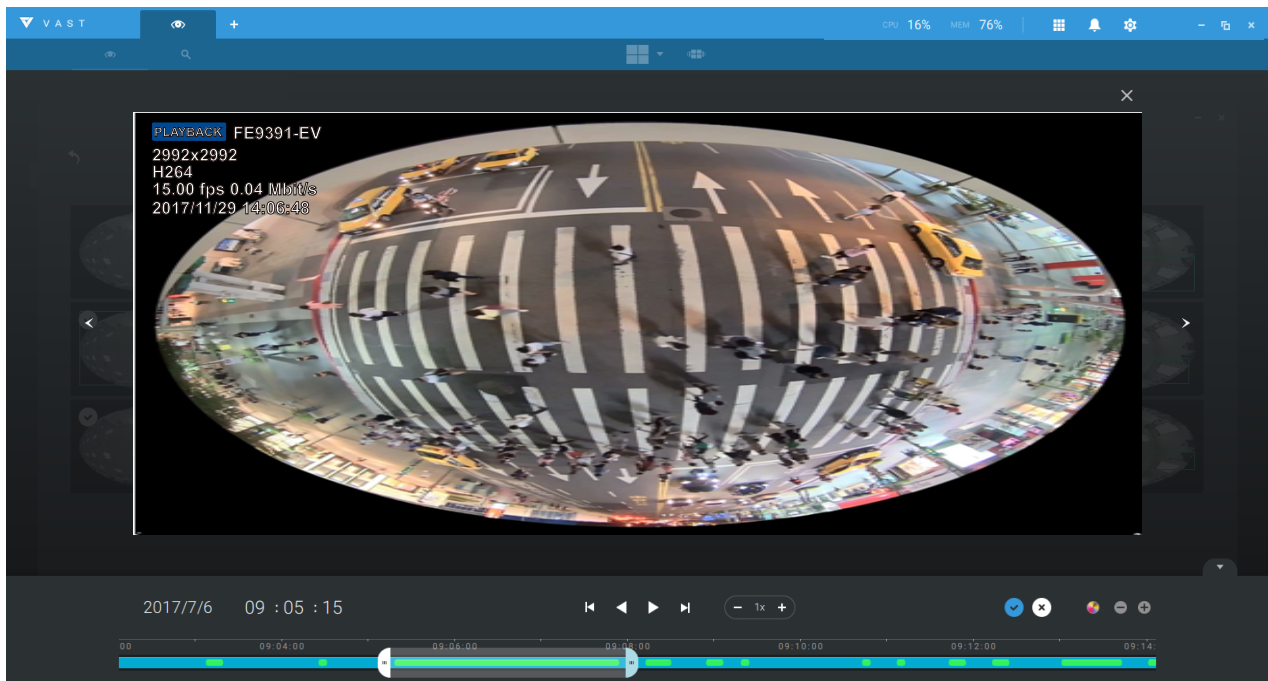 VAST
CPU 16% MEM 76%
PLAYBACK FE9391-EV
2992x2992
H264
15.00 fps 0.04 Mbit/s
2017/11/29 14:06:48
2017/7/6 09 : 05 : 15
1x
00 09:04:00 09:06:00 09:08:00 09:10:00 09:12:00 09:14: